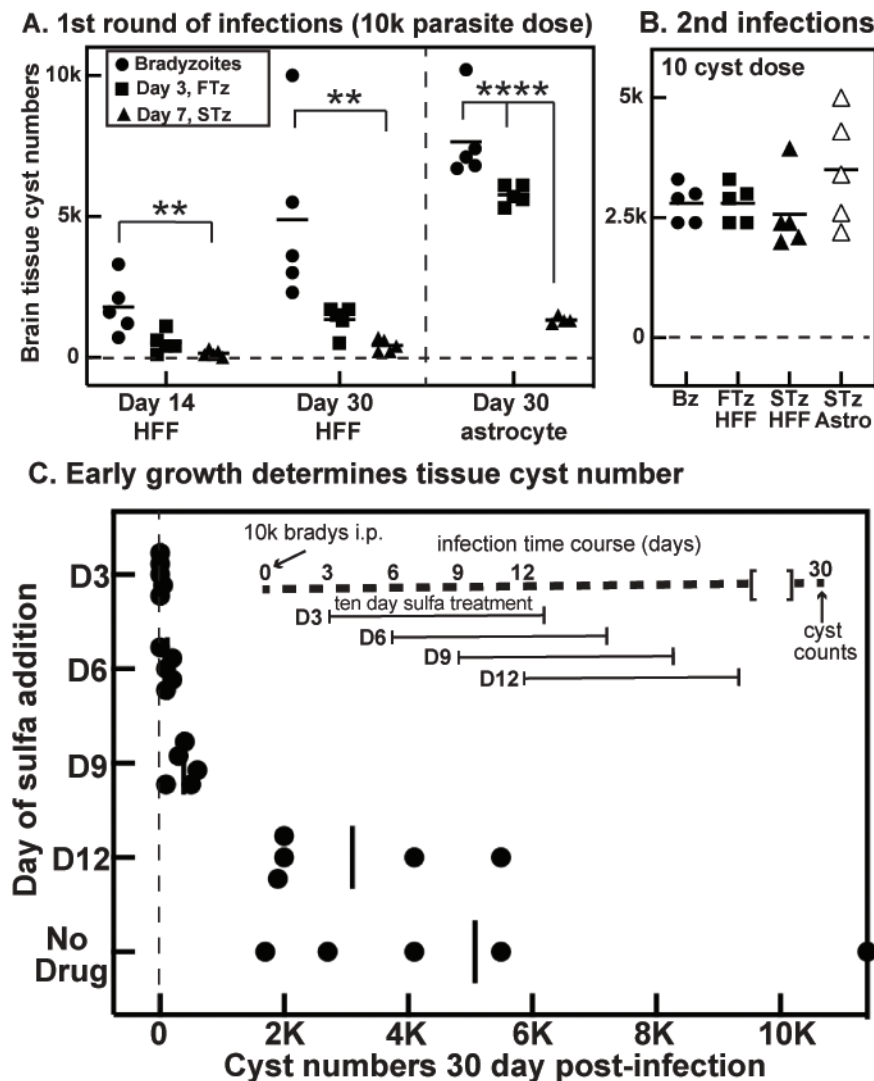 A. 1st round of infections (10k parasite dose)
B. 2nd infections
Brain tissue cyst numbers
10k
5k
0
Bradyzoites
Day 3, FTz
Day 7, STz
**
**
****
Day 14
HFF
Day 30
HFF
Day 30
astrocyte
10 cyst dose
5k
2.5k
0
Bz
FTz
HFF
STz
HFF
STz
Astro
C. Early growth determines tissue cyst number
Day of sulfa addition
D3
D6
D9
D12
No
Drug
10k bradys i.p.
infection time course (days)
0 3 6 9 12 30
[ ]
ten day sulfa treatment
D3
D6
D9
D12
cyst
counts
0 2K 4K 6K 8K 10K
Cyst numbers 30 day post-infection